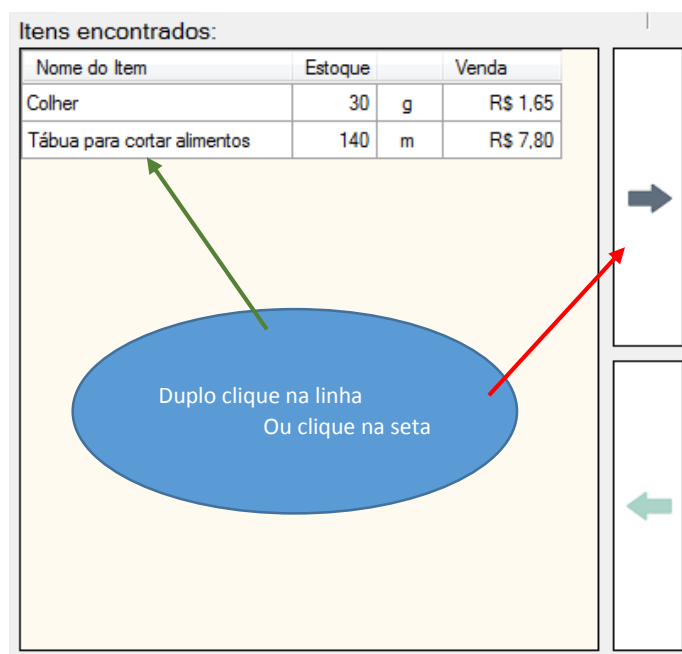 Itens encontrados:
Nome do Item Estoque Venda
Colher 30 g R$ 1,65
Tábua para cortar alimentos 140 m R$ 7,80
Duplo clique na linha
Ou clique na seta